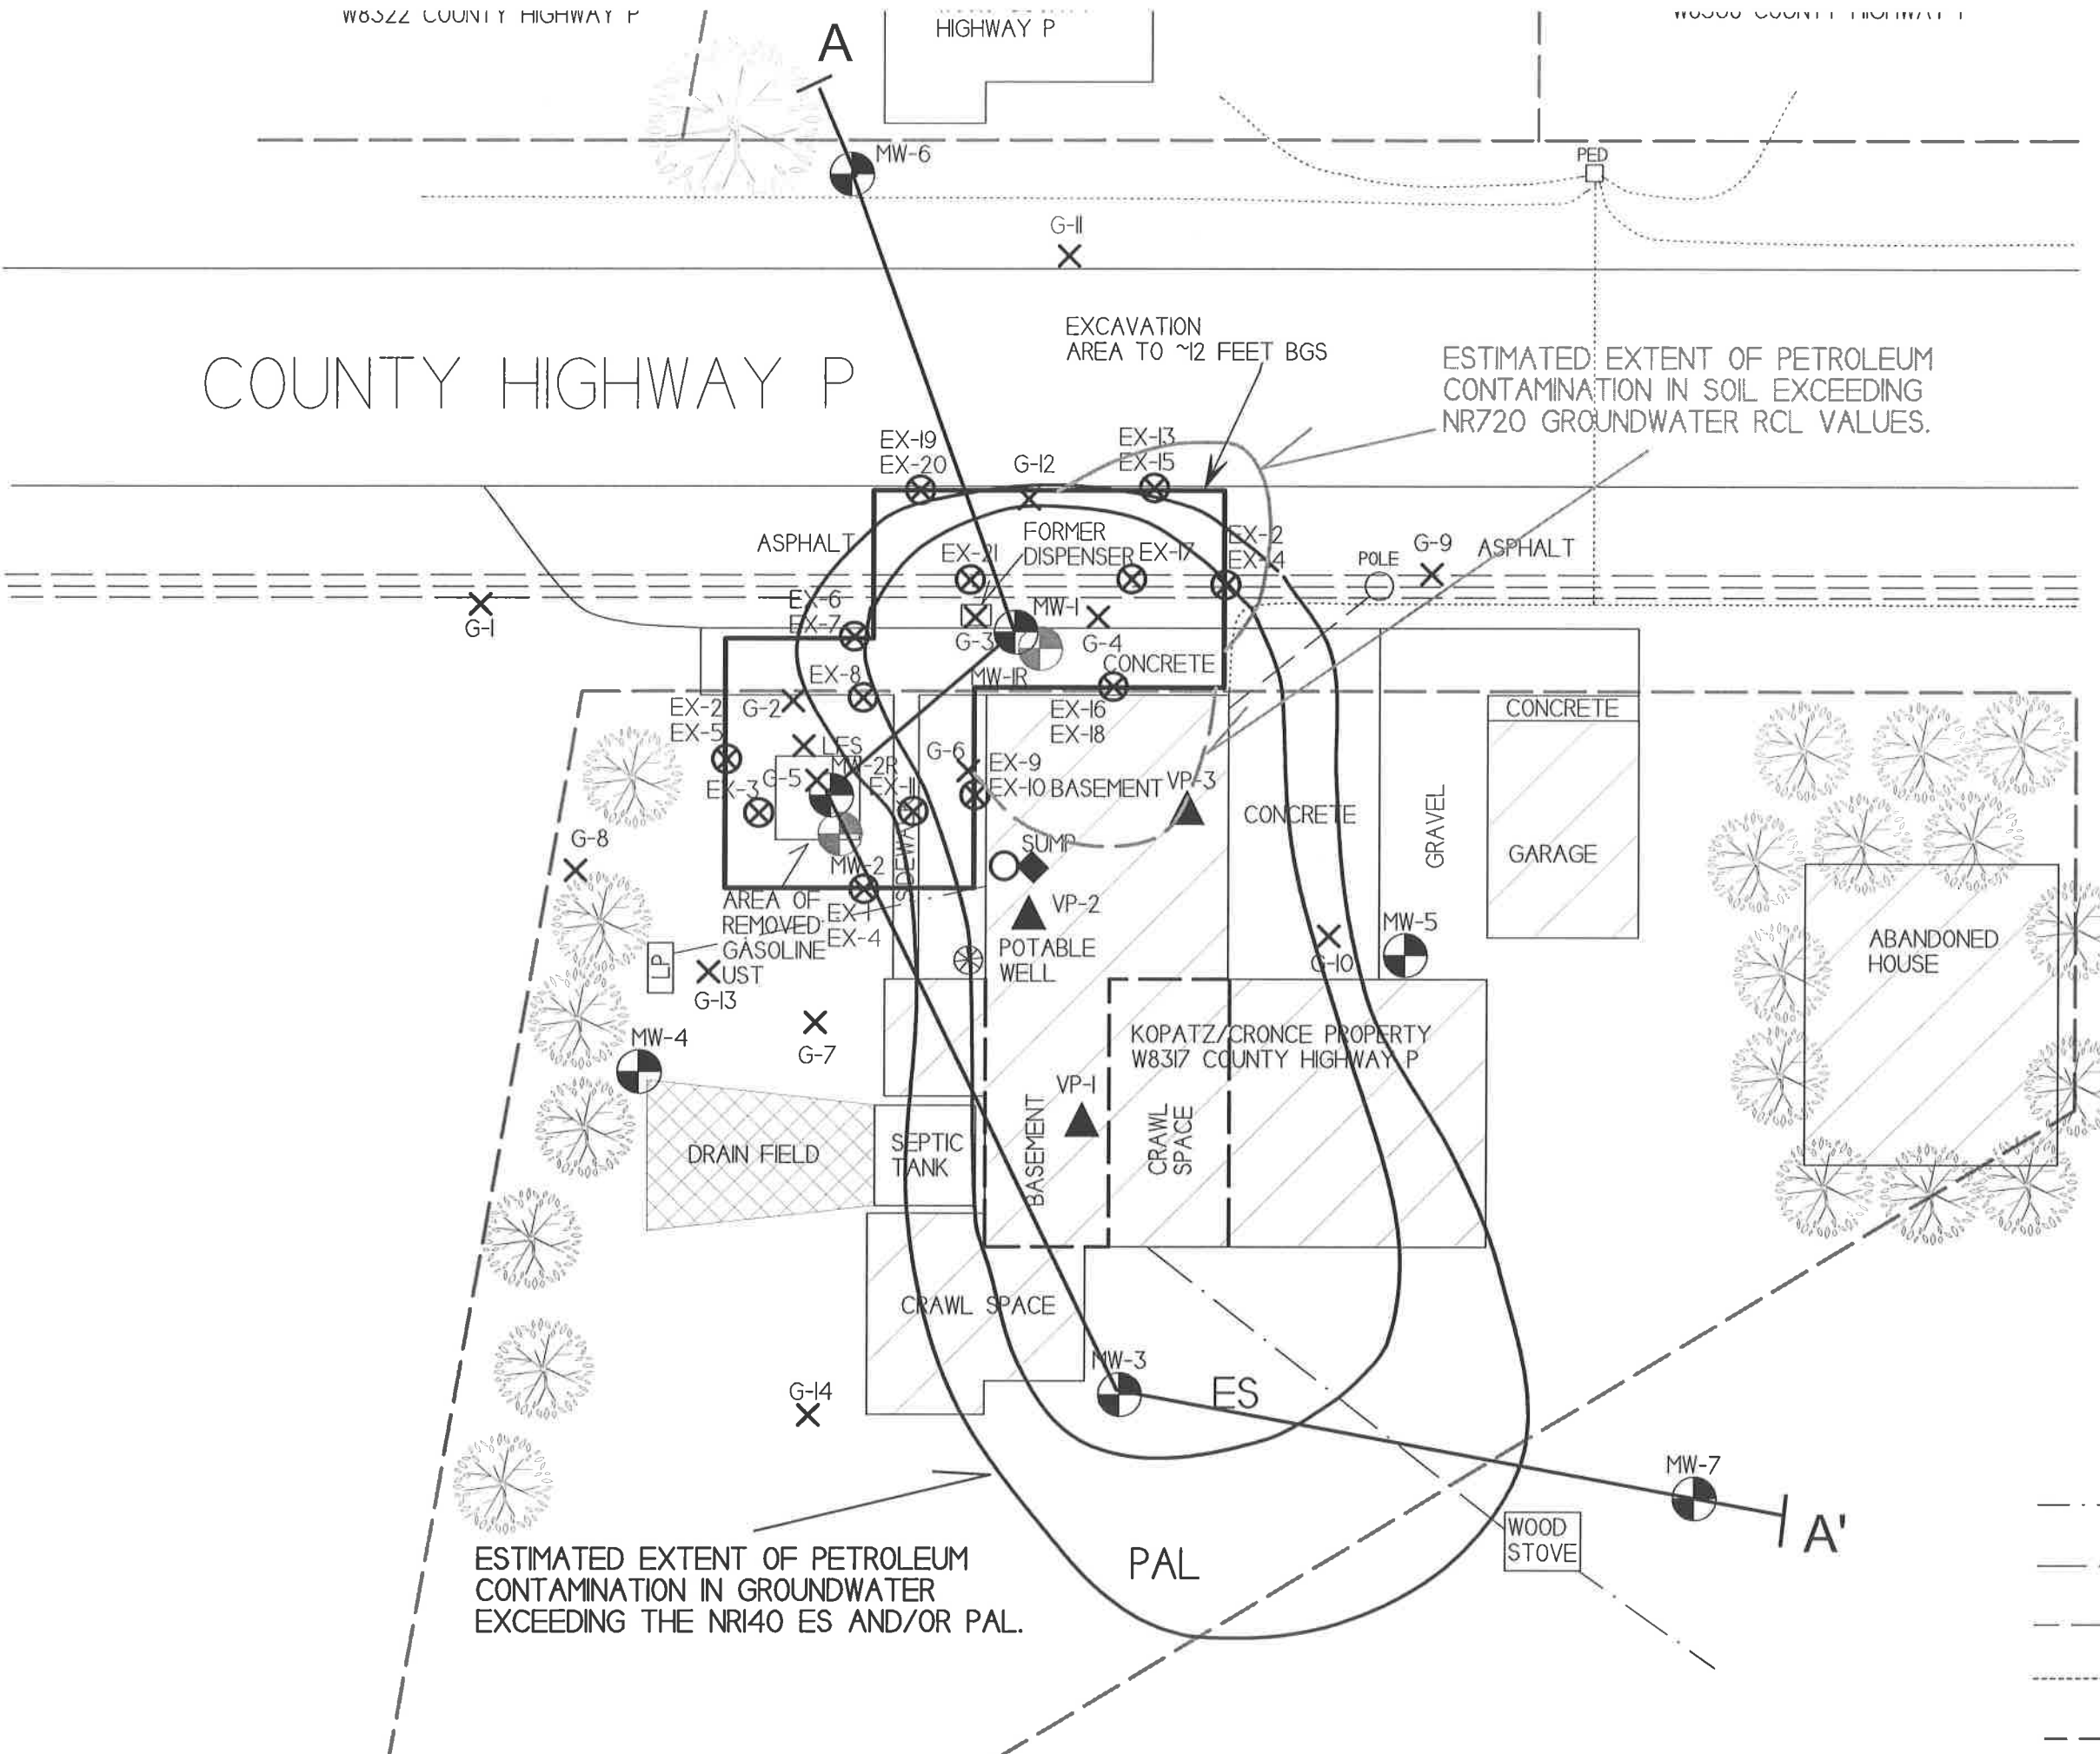 W8322 COUNTY HIGHWAY P
HIGHWAY P
A
MW-6
PED
G-11
EXCAVATION
AREA TO ~12 FEET BGS
COUNTY HIGHWAY P
ESTIMATED EXTENT OF PETROLEUM
CONTAMINATION IN SOIL EXCEEDING
NR720 GROUNDWATER RCL VALUES.
EX-19
EX-20
G-12
EX-13
EX-15
ASPHALT
FORMER
DISPENSER
EX-21
EX-17
EX-2
EX-14
POLE
G-9
ASPHALT
G-1
EX-6
EX-7
MW-1
G-3
G-4
CONCRETE
MW-1R
EX-8
EX-2
EX-5
G-2
EX-16
EX-18
CONCRETE
LFS
G-6
MW-2R
EX-9
EX-10
BASEMENT
VP-3
G-5
EX-3
EX-11
CONCRETE
GRAVEL
GARAGE
G-8
SUMP
MW-2
SIDEWALK
AREA OF
REMOVED
GASOLINE
UST
EX-1
EX-4
VP-2
POTABLE
WELL
MW-5
G-10
ABANDONED
HOUSE
LP
G-13
G-7
MW-4
KOPATZ/CRONCE PROPERTY
W8317 COUNTY HIGHWAY P
VP-1
BASEMENT
CRAWL
SPACE
DRAIN FIELD
SEPTIC
TANK
CRAWL SPACE
MW-3
ES
G-14
MW-7
A'
WOOD
STOVE
PAL
ESTIMATED EXTENT OF PETROLEUM
CONTAMINATION IN GROUNDWATER
EXCEEDING THE NR140 ES AND/OR PAL.